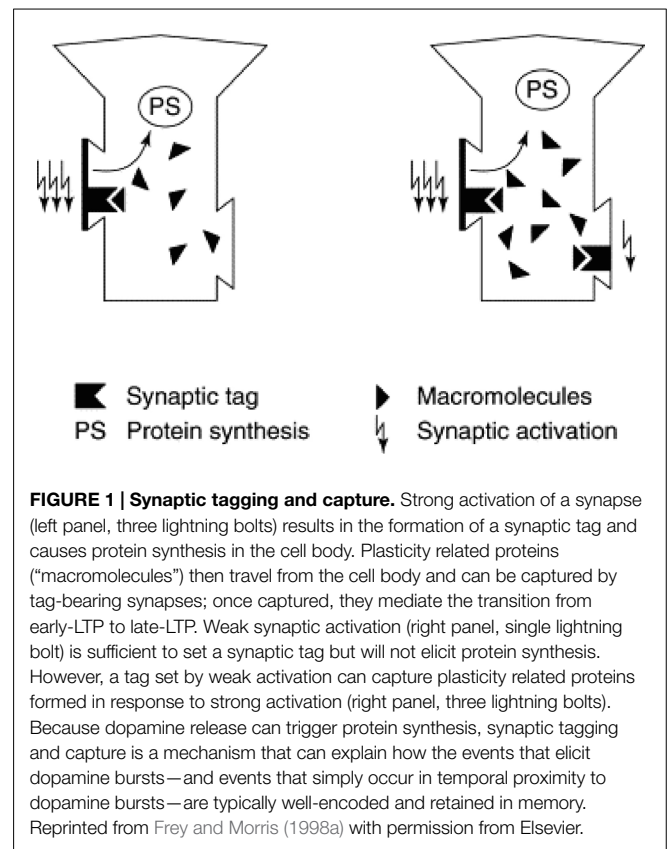 PS
PS
Synaptic tag
Macromolecules
PS Protein synthesis
Synaptic activation
FIGURE 1 | Synaptic tagging and capture. Strong activation of a synapse
(left panel, three lightning bolts) results in the formation of a synaptic tag and
causes protein synthesis in the cell body. Plasticity related proteins
(“macromolecules”) then travel from the cell body and can be captured by
tag-bearing synapses; once captured, they mediate the transition from
early-LTP to late-LTP. Weak synaptic activation (right panel, single lightning
bolt) is sufficient to set a synaptic tag but will not elicit protein synthesis.
However, a tag set by weak activation can capture plasticity related proteins
formed in response to strong activation (right panel, three lightning bolts).
Because dopamine release can trigger protein synthesis, synaptic tagging
and capture is a mechanism that can explain how the events that elicit
dopamine bursts—and events that simply occur in temporal proximity to
dopamine bursts—are typically well-encoded and retained in memory.
Reprinted from Frey and Morris (1998a) with permission from Elsevier.